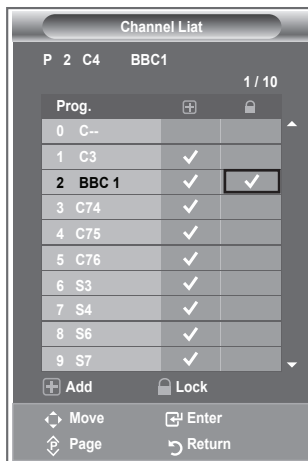 Channel Liat
P 2 C4 BBC1
1 / 10
Prog.
0 C--
1 C3
2 BBC 1
3 C74
4 C75
5 C76
6 S3
7 S4
8 S6
9 S7
Add Lock
Move Enter
P Page Return